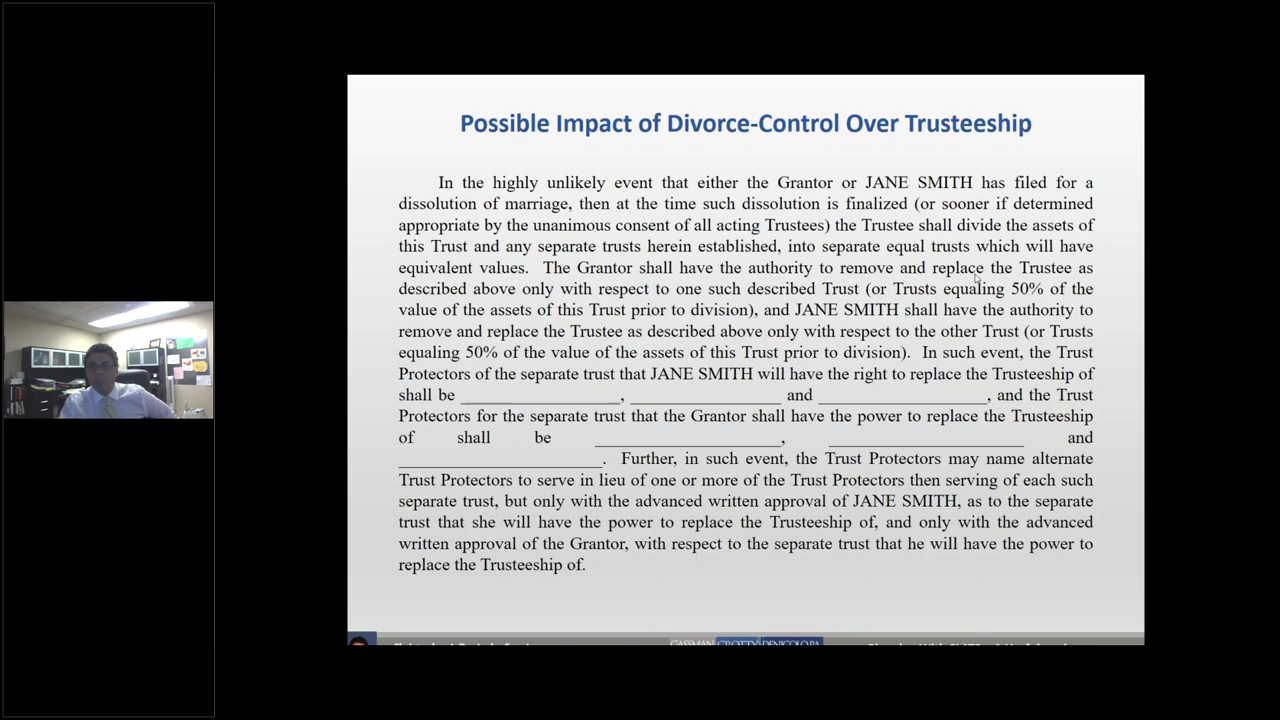 Possible Impact of Divorce-Control Over Trusteeship
In the highly unlikely event that either the Grantor or JANE SMITH has filed for a
dissolution of marriage, then at the time such dissolution is finalized (or sooner if determined
appropriate by the unanimous consent of all acting Trustees) the Trustee shall divide the assets of
this Trust and any separate trusts herein established, into separate equal trusts which will have
equivalent values. The Grantor shall have the authority to remove and replace the Trustee as
described above only with respect to one such described Trust (or Trusts equaling 50% of the
value of the assets of this Trust prior to division), and JANE SMITH shall have the authority to
remove and replace the Trustee as described above only with respect to the other Trust (or Trusts
equaling 50% of the value of the assets of this Trust prior to division). In such event, the Trust
Protectors of the separate trust that JANE SMITH will have the right to replace the Trusteeship of
shall be ____________________, ____________________ and ____________________, and the Trust
Protectors for the separate trust that the Grantor shall have the power to replace the Trusteeship
of shall be ____________________, ____________________ and
____________________. Further, in such event, the Trust Protectors may name alternate
Trust Protectors to serve in lieu of one or more of the Trust Protectors then serving of each such
separate trust, but only with the advanced written approval of JANE SMITH, as to the separate
trust that she will have the power to replace the Trusteeship of, and only with the advanced
written approval of the Grantor, with respect to the separate trust that he will have the power to
replace the Trusteeship of.
GASSMAN CROTTY DENICOLO PA